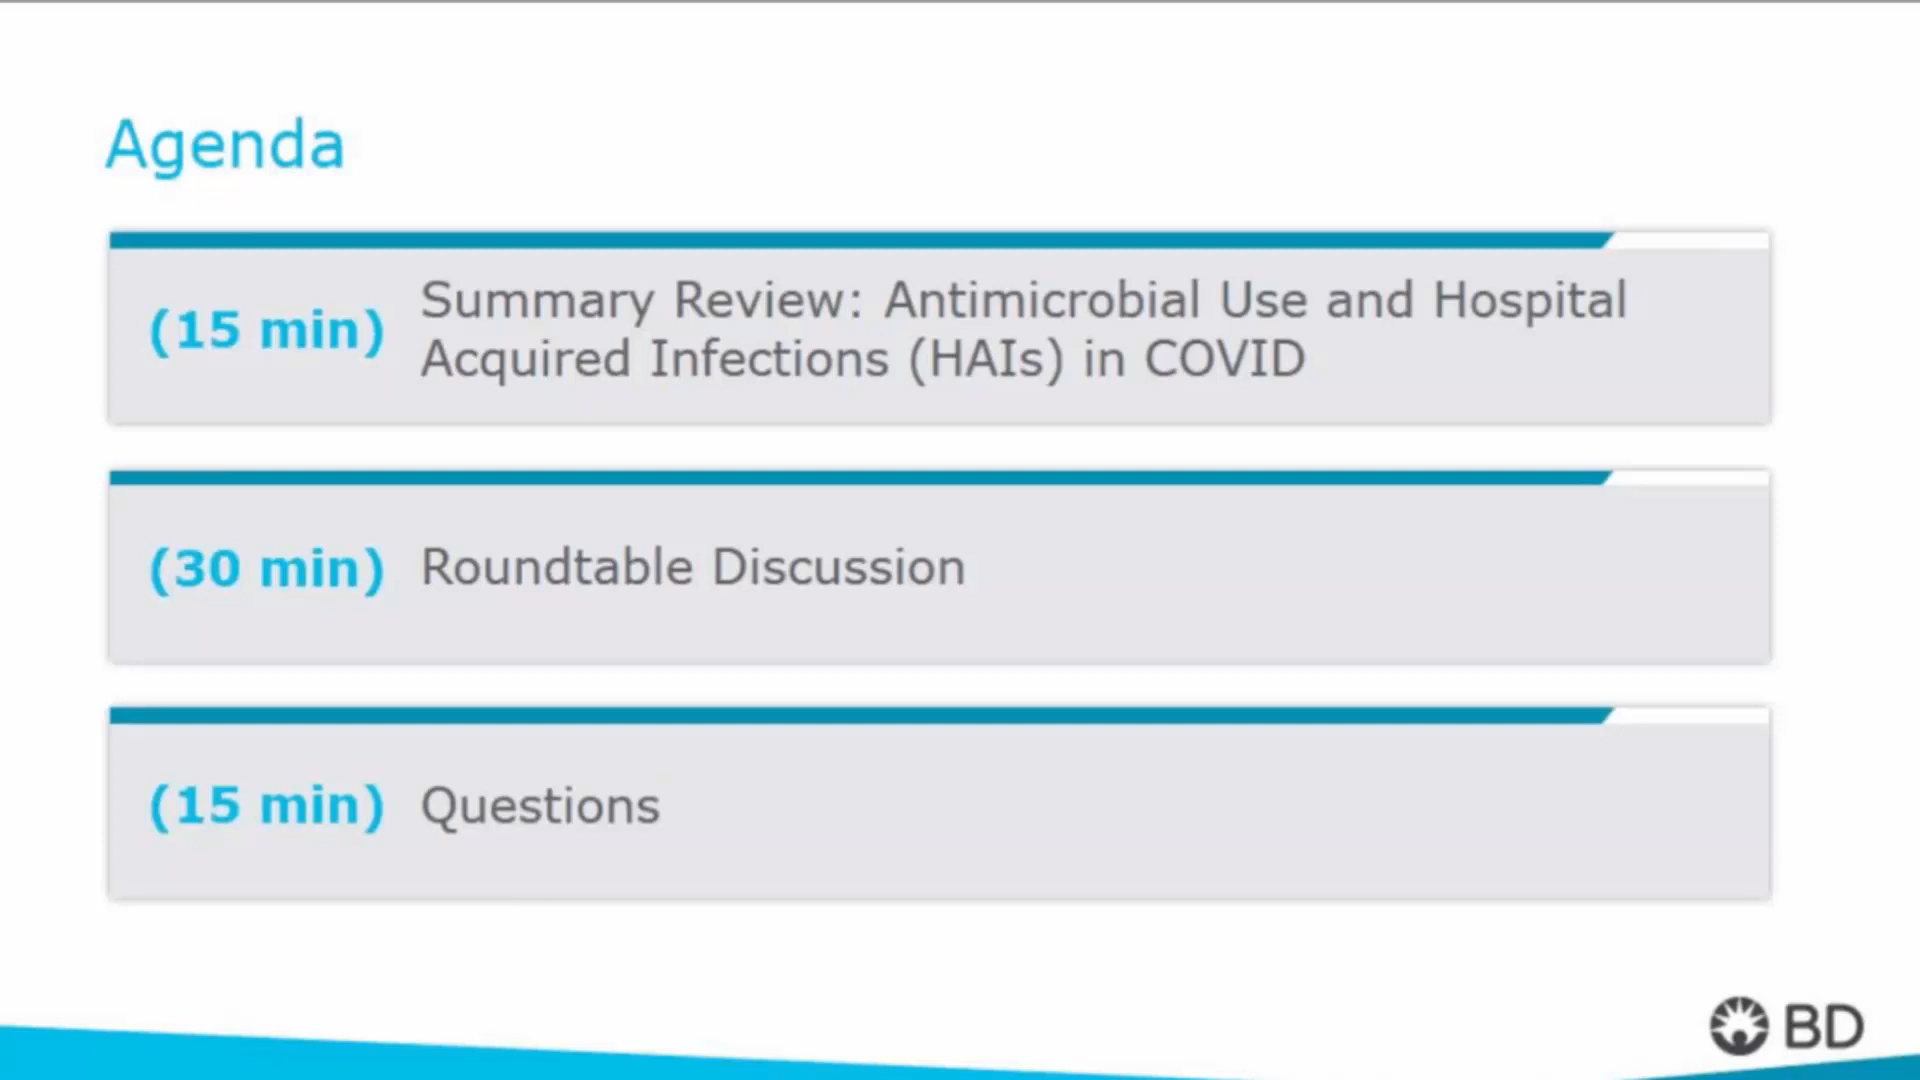 Agenda
(15 min)
Summary Review: Antimicrobial Use and Hospital
Acquired Infections (HAIs) in COVID
(30 min) Roundtable Discussion
(15 min) Questions
BD